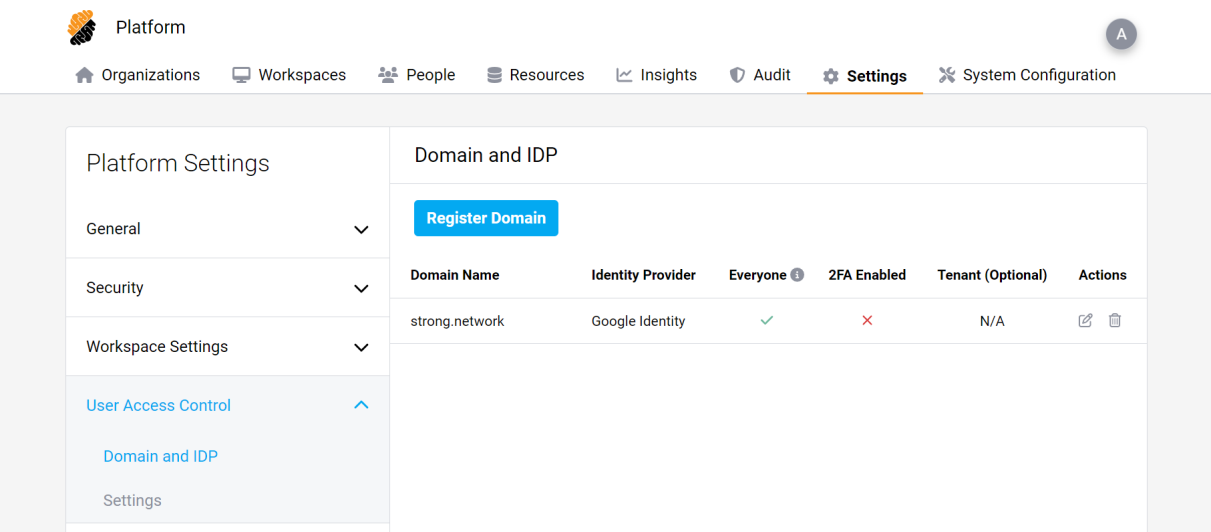 Platform
A
Organizations Workspaces People Resources Insights Audit Settings System Configuration
Platform Settings
General
Security
Workspace Settings
User Access Control
Domain and IDP
Settings
Domain and IDP
Register Domain
Domain Name Identity Provider Everyone 2FA Enabled Tenant (Optional) Actions
strong.network Google Identity N/A